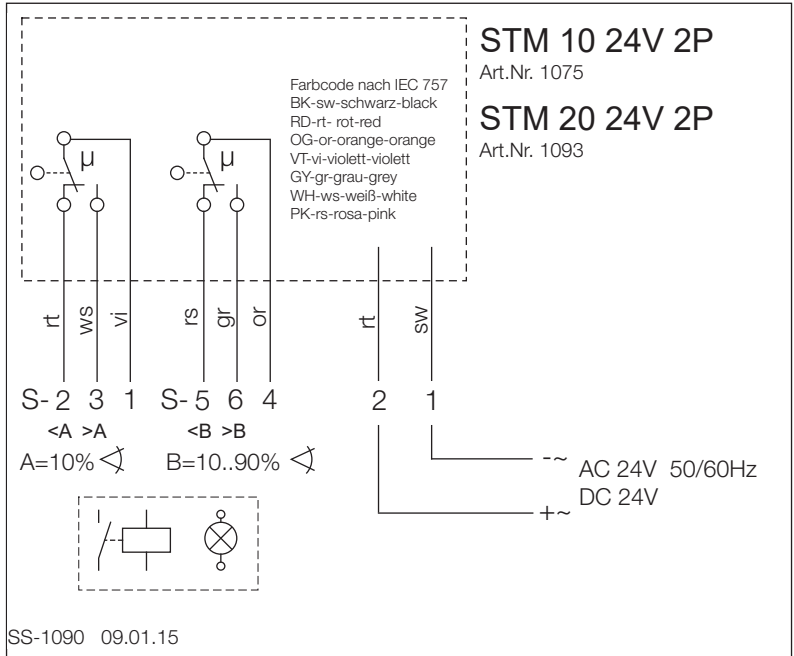 STM 10 24V 2P
Art.Nr. 1075
STM 20 24V 2P
Art.Nr. 1093
Farbcode nach IEC 757
BK-sw-schwarz-black
RD-rt- rot-red
OG-or-orange-orange
VT-vi-violett-violett
GY-gr-grau-grey
WH-ws-weiß-white
PK-rs-rosa-pink
µ µ
rt ws vi rs gr or rt sw
S- 2 3 1 S- 5 6 4 2 1
<A >A <B >B
A=10% B=10..90%
-~ AC 24V 50/60Hz
+~ DC 24V
SS-1090 09.01.15